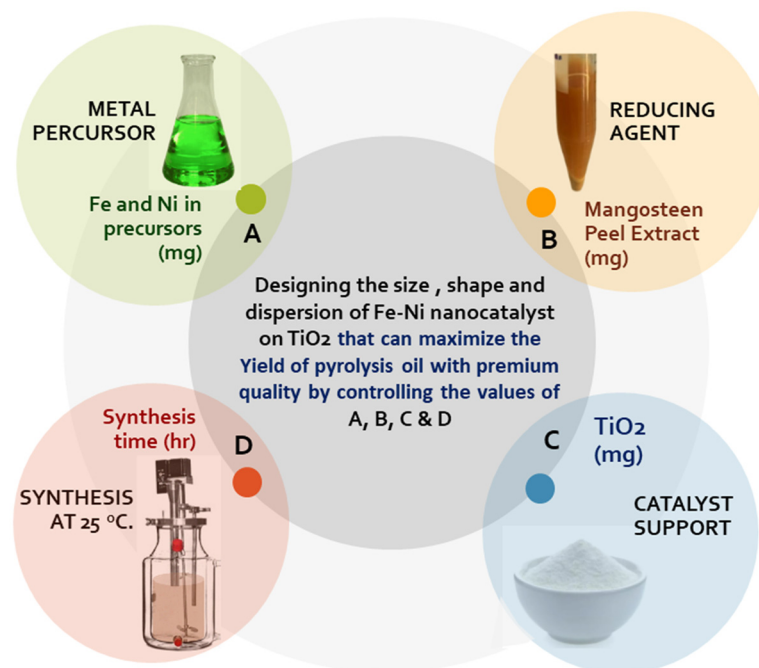 METAL
PERCURSOR
Fe and Ni in
precursors
(mg)
A
REDUCING
AGENT
Mangosteen
Peel Extract
(mg)
B
Designing the size , shape and
dispersion of Fe-Ni nanocatalyst
on TiO2 that can maximize the
Yield of pyrolysis oil with premium
quality by controlling the values of
A, B, C & D
Synthesis
time (hr)
D
SYNTHESIS
AT 25 ºC.
C
TiO2
(mg)
CATALYST
SUPPORT